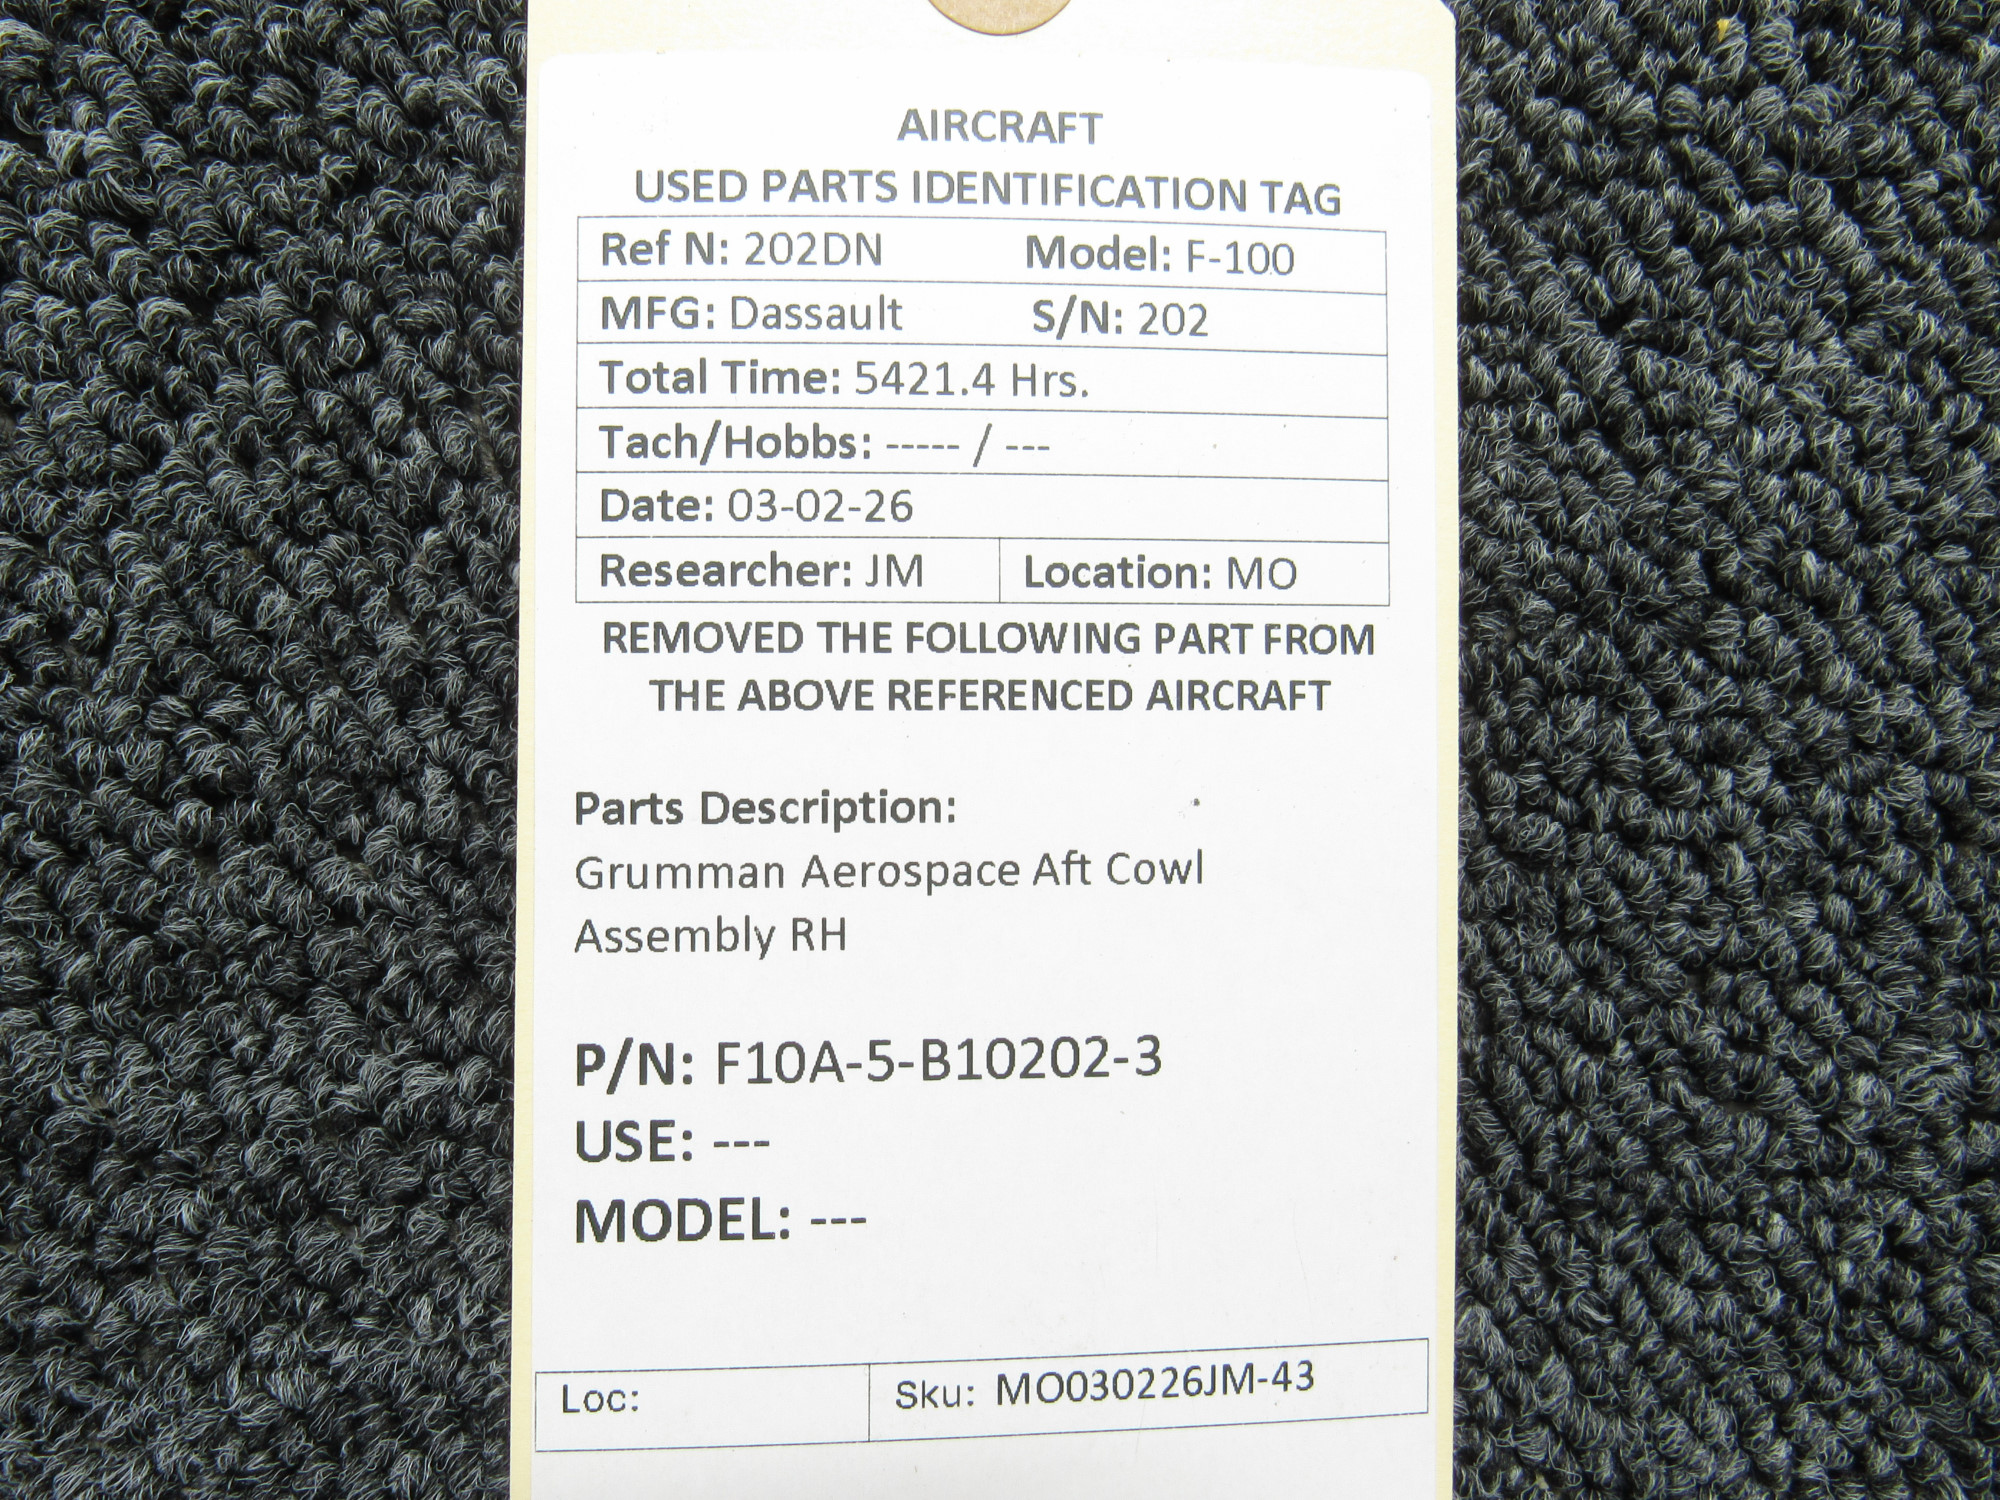 AIRCRAFT
USED PARTS IDENTIFICATION TAG
Ref N: 202DN Model: F-100
MFG: Dassault S/N: 202
Total Time: 5421.4 Hrs.
Tach/Hobbs: ----- / ---
Date: 03-02-26
Researcher: JM Location: MO
REMOVED THE FOLLOWING PART FROM
THE ABOVE REFERENCED AIRCRAFT
Parts Description:
Grumman Aerospace Aft Cowl
Assembly RH
P/N: F10A-5-B10202-3
USE: ---
MODEL: ---
Loc: Sku: MO030226JM-43